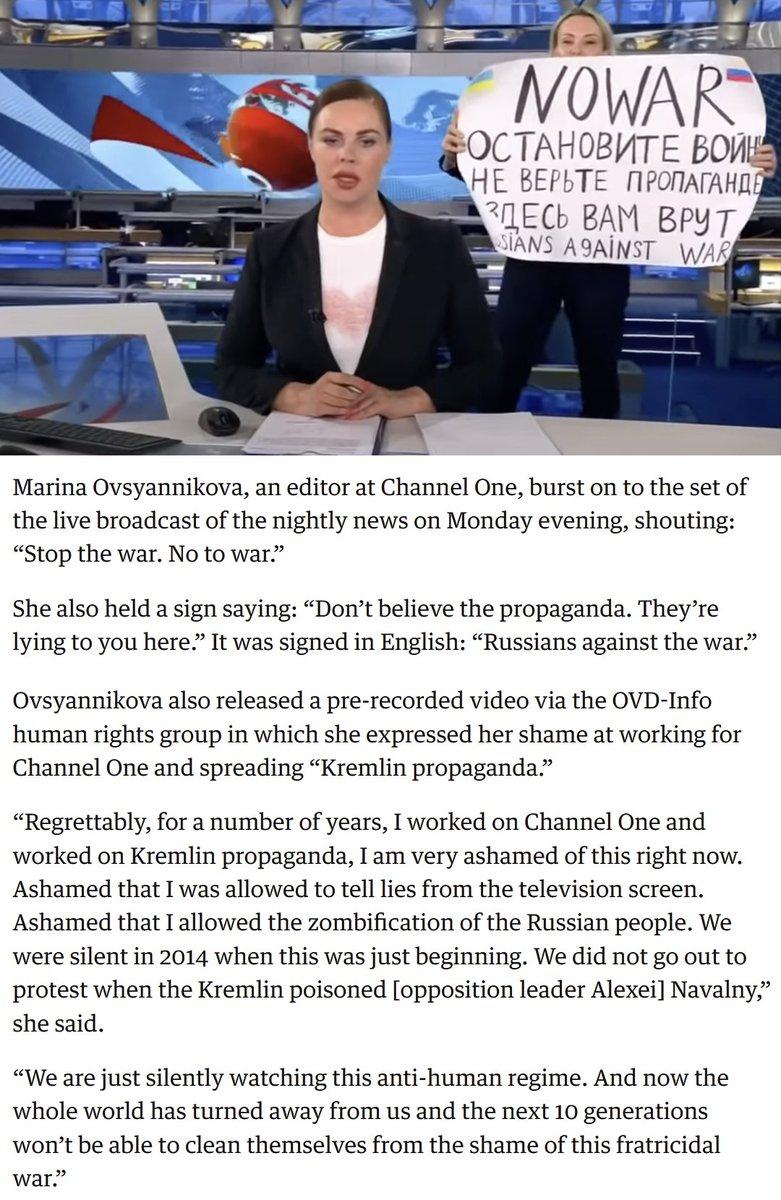 NO WAR
ОСТАНОВИТЕ ВОЙН
НЕ ВЕРЬТЕ ПРОПАГАНДЕ
ЗДЕСЬ ВАМ ВРУТ
SSIANS AGAINST WAR
Marina Ovsyannikova, an editor at Channel One, burst on to the set of
the live broadcast of the nightly news on Monday evening, shouting:
“Stop the war. No to war.”
She also held a sign saying: “Don’t believe the propaganda. They’re
lying to you here.” It was signed in English: “Russians against the war.”
Ovsyannikova also released a pre-recorded video via the OVD-Info
human rights group in which she expressed her shame at working for
Channel One and spreading “Kremlin propaganda.”
“Regrettably, for a number of years, I worked on Channel One and
worked on Kremlin propaganda, I am very ashamed of this right now.
Ashamed that I was allowed to tell lies from the television screen.
Ashamed that I allowed the zombification of the Russian people. We
were silent in 2014 when this was just beginning. We did not go out to
protest when the Kremlin poisoned [opposition leader Alexei] Navalny,”
she said.
“We are just silently watching this anti-human regime. And now the
whole world has turned away from us and the next 10 generations
won’t be able to clean themselves from the shame of this fratricidal
war.”